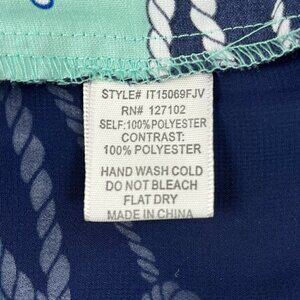 STYLE# IT15069FJV
RN# 127102
SELF:100%POLYESTER
CONTRAST:
100% POLYESTER
HAND WASH COLD
DO NOT BLEACH
FLAT DRY
MADE IN CHINA